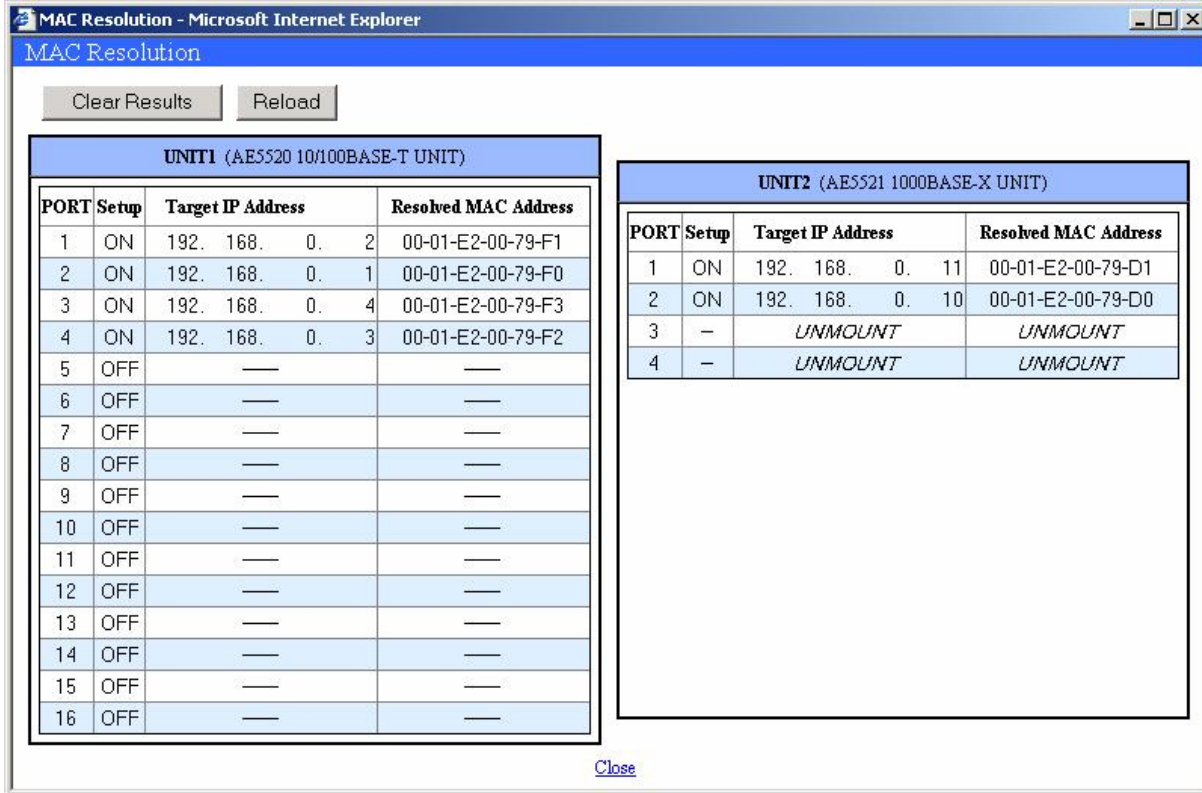 MAC Resolution - Microsoft Internet Explorer
MAC Resolution
Clear Results Reload
UNIT1 (AE5520 10/100BASE-T UNIT)
PORT Setup Target IP Address Resolved MAC Address
1 ON 192. 168. 0. 2 00-01-E2-00-79-F1
2 ON 192. 168. 0. 1 00-01-E2-00-79-F0
3 ON 192. 168. 0. 4 00-01-E2-00-79-F3
4 ON 192. 168. 0. 3 00-01-E2-00-79-F2
5 OFF —— ——
6 OFF —— ——
7 OFF —— ——
8 OFF —— ——
9 OFF —— ——
10 OFF —— ——
11 OFF —— ——
12 OFF —— ——
13 OFF —— ——
14 OFF —— ——
15 OFF —— ——
16 OFF —— ——
UNIT2 (AE5521 1000BASE-X UNIT)
PORT Setup Target IP Address Resolved MAC Address
1 ON 192. 168. 0. 11 00-01-E2-00-79-D1
2 ON 192. 168. 0. 10 00-01-E2-00-79-D0
3 – UNMOUNT UNMOUNT
4 – UNMOUNT UNMOUNT
Close